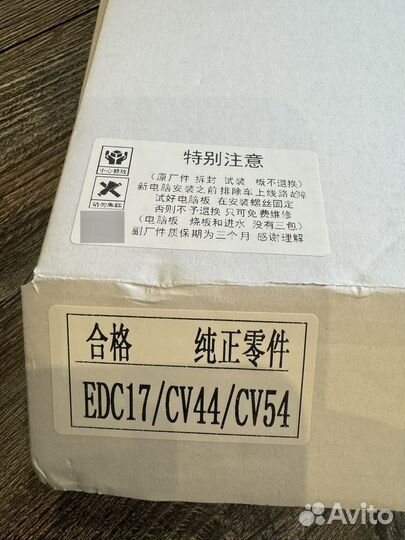 特别注意
(原厂件 拆封 试装 概不退换)
小心轻放
新电脑安装之前排除车上线路故障
试好电脑板 在安装螺丝固定
请勿踩踏
否则不予退换 只可免费维修
(电脑板 烧板和进水 没有三包)
副厂件质保期为三个月 感谢理解
合格 纯正零件
EDC17/CV44/CV54
Avito